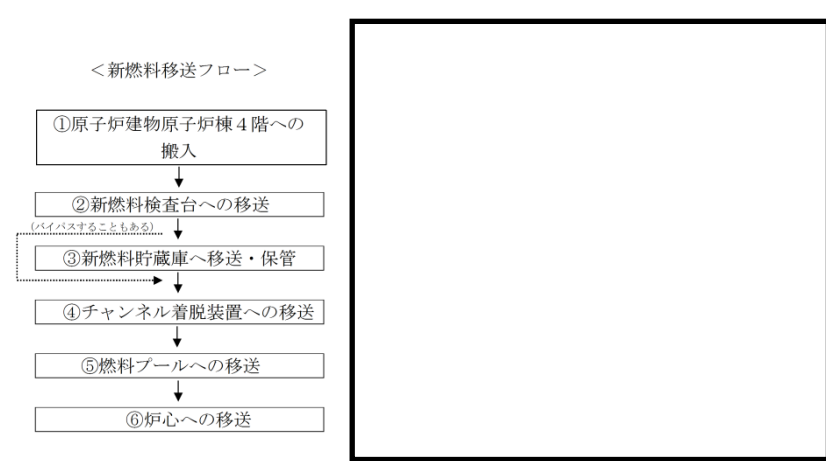 ＜新燃料移送フロー＞
①原子炉建物原子炉棟４階への
搬入
②新燃料検査台への移送
(バイパスすることもある)
③新燃料貯蔵庫へ移送・保管
④チャンネル着脱装置への移送
⑤燃料プールへの移送
⑥炉心への移送